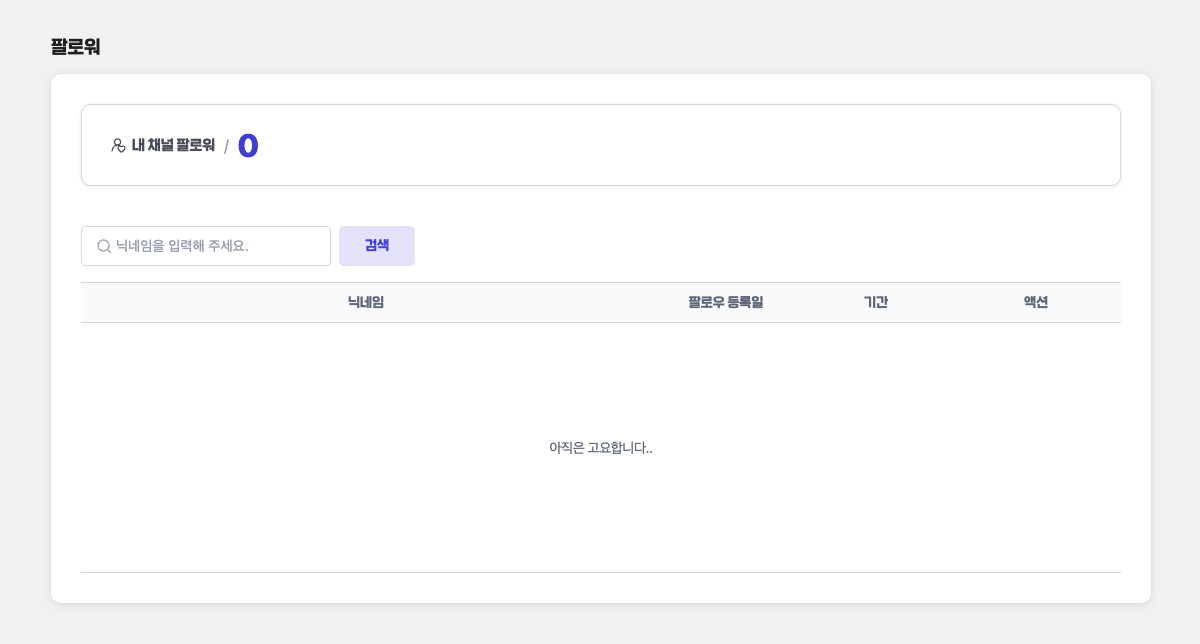 팔로워
내 채널 팔로워 / 0
닉네임을 입력해 주세요. 검색
닉네임 팔로우 등록일 기간 액션
아직은 고요합니다..